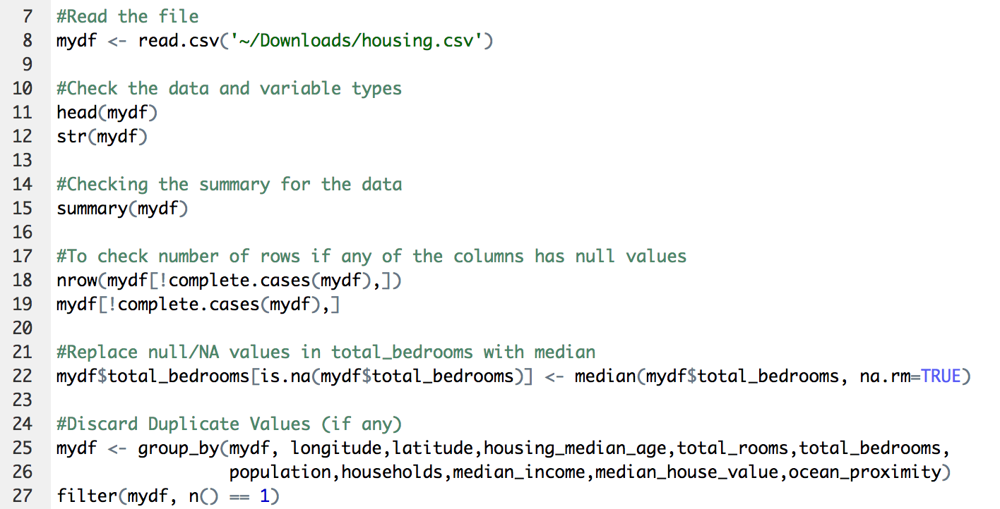 7 #Read the file
8 mydf <- read.csv('~/Downloads/housing.csv')
9
10 #Check the data and variable types
11 head(mydf)
12 str(mydf)
13
14 #Checking the summary for the data
15 summary(mydf)
16
17 #To check number of rows if any of the columns has null values
18 nrow(mydf[!complete.cases(mydf),])
19 mydf[!complete.cases(mydf),]
20
21 #Replace null/NA values in total_bedrooms with median
22 mydf$total_bedrooms[is.na(mydf$total_bedrooms)] <- median(mydf$total_bedrooms, na.rm=TRUE)
23
24 #Discard Duplicate Values (if any)
25 mydf <- group_by(mydf, longitude,latitude,housing_median_age,total_rooms,total_bedrooms,
26                  population,households,median_income,median_house_value,ocean_proximity)
27 filter(mydf, n() == 1)